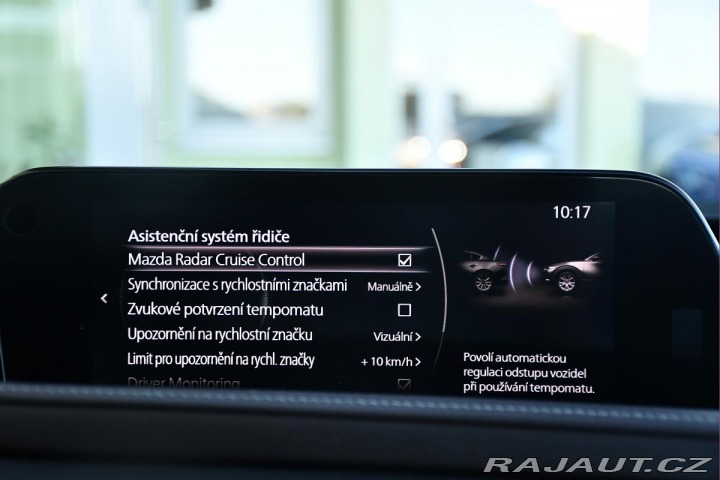 10:17
Asistenční systém řidiče
Mazda Radar Cruise Control
Synchronizace s rychlostními značkami Manuálně >
Zvukové potvrzení tempomatu
Upozornění na rychlostní značku Vizuální >
Limit pro upozornění na rychl. značky + 10 km/h >
Driver Monitoring
Povolí automatickou
regulaci odstupu vozidel
při používání tempomatu.
RAJAUT.CZ